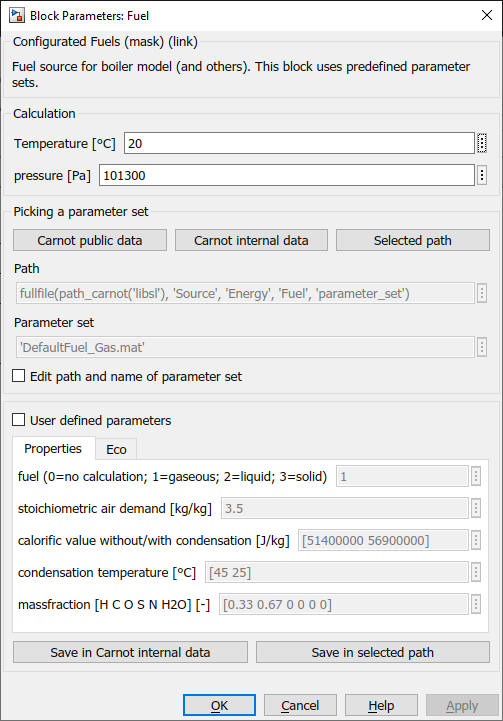 Block Parameters: Fuel
Configurated Fuels (mask) (link)
Fuel source for boiler model (and others). This block uses predefined parameter
sets.
Calculation
Temperature [°C] 20
pressure [Pa] 101300
Picking a parameter set
Carnot public data Carnot internal data Selected path
Path
fullfile(path_carnot('libsl'), 'Source', 'Energy', 'Fuel', 'parameter_set')
Parameter set
'DefaultFuel_Gas.mat'
Edit path and name of parameter set
User defined parameters
Properties Eco
fuel (0=no calculation; 1=gaseous; 2=liquid; 3=solid) 1
stoichiometric air demand [kg/kg] 3.5
calorific value without/with condensation [J/kg] [51400000 56900000]
condensation temperature [°C] [45 25]
massfraction [H C O S N H2O] [-] [0.33 0.67 0 0 0 0]
Save in Carnot internal data Save in selected path
OK Cancel Help Apply